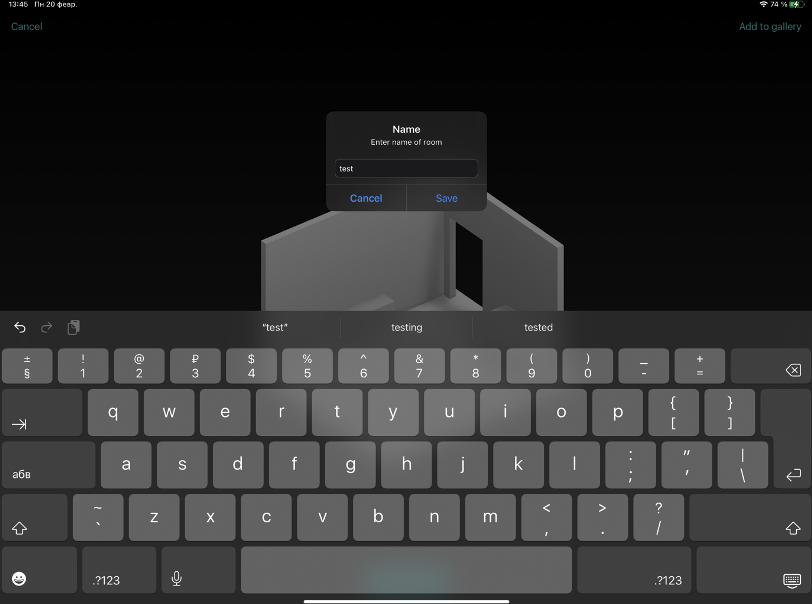 13:45 Пн 20 февр. 74 %
Cancel Add to gallery
Name
Enter name of room
test
Cancel Save
"test" testing tested
± ! @ ₽ $ % ^ & * ( ) _ +
§ 1 2 3 4 5 6 7 8 9 0 - =
q w e r t y u i o p { }
[ ]
a s d f g h j k l : " |
; ' \
абв
~ z x c v b n m < > ?
` , . /
.?123 .?123